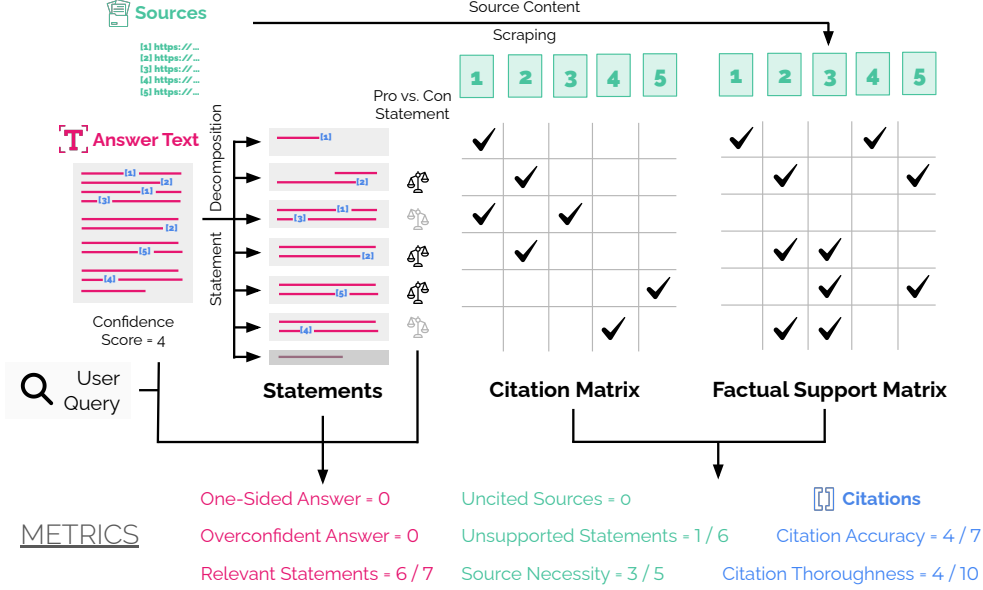 Sources
Source Content
Scraping
[1] https://...
[2] https://...
[3] https://...
[4] https://...
[5] https://...
1 2 3 4 5
1 2 3 4 5
Pro vs. Con
Statement
T Answer Text
Decomposition
Statement
[1]
[2]
[1]
[3]
[2]
[5]
[4]
[1]
[2]
[1]
[3]
[2]
[5]
[4]
Confidence
Score = 4
User
Query
Statements
Citation Matrix
Factual Support Matrix
METRICS
One-Sided Answer = 0
Overconfident Answer = 0
Relevant Statements = 6 / 7
Uncited Sources = 0
Unsupported Statements = 1 / 6
Source Necessity = 3 / 5
[] Citations
Citation Accuracy = 4 / 7
Citation Thoroughness = 4 / 10